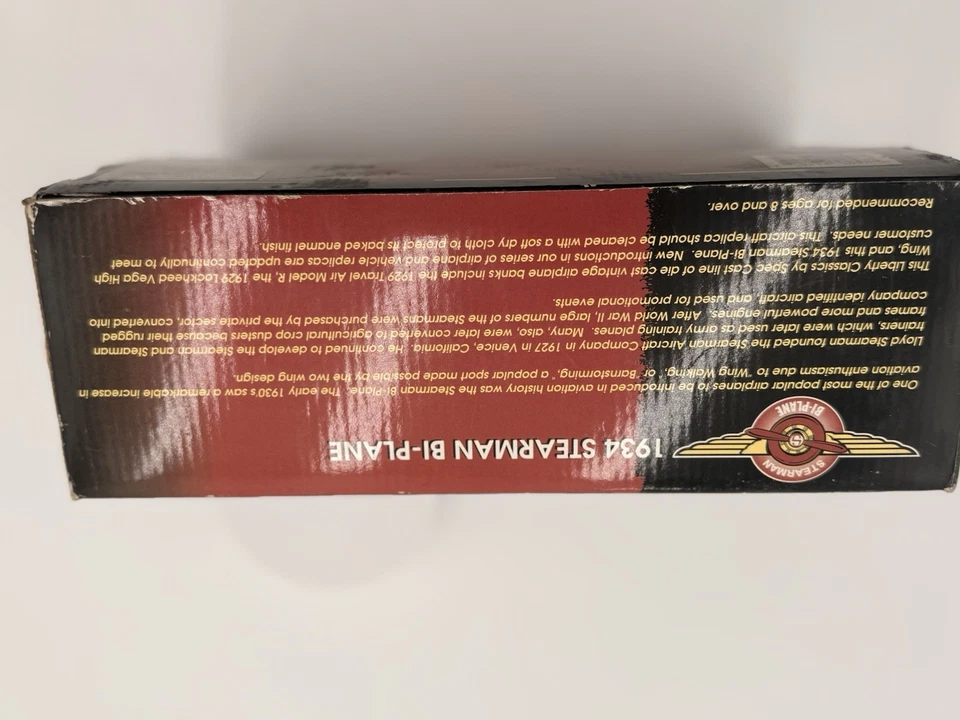 STEARMAN
S
BI-PLANE
1934 STEARMAN BI-PLANE
One of the most popular airplanes to be introduced in aviation history was the Stearman Bi-Plane. The early 1930's saw a remarkable increase in
aviation enthusiasm due to "Wing Walking," or "Barnstorming," a popular sport made possible by the two wing design.
Lloyd Stearman founded the Stearman Aircraft Company in Venice, California in 1927. He continued to develop the Stearman and Stearman
trainers, which were later used as army training planes. Many, also, were later converted to agricultural crop dusters because their rugged
frames and more powerful engines. After World War II, large numbers of the Stearmans were purchased by the private sector, converted into
company identified aircraft, and used for promotional events.
This Liberty Classics by Spec Cast line of die cast vintage airplane banks include the 1929 Travel Air Model R, the 1929 Lockheed Vega High
Wing, and this 1934 Stearman Bi-Plane. New introductions in our series of airplane and vehicle replicas are updated continually to meet
customer needs. This aircraft replica should be cleaned with a soft dry cloth to protect its baked enamel finish.
Recommended for ages 8 and over.